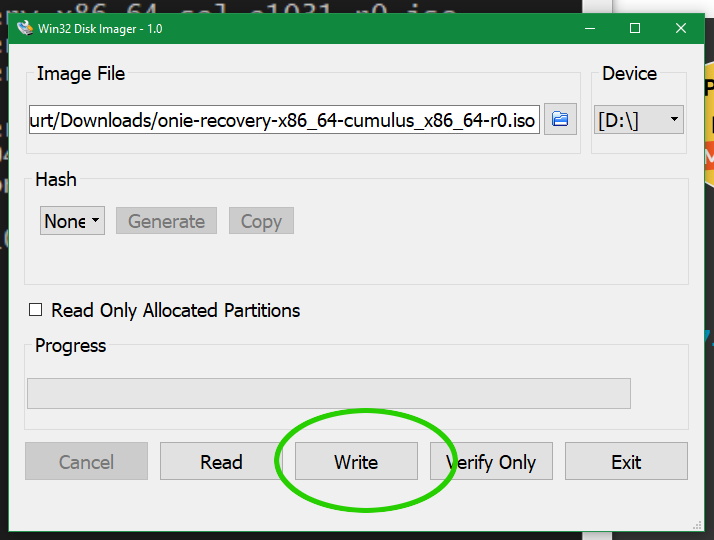 Win32 Disk Imager - 1.0
Image File
Device
urt/Downloads/onie-recovery-x86_64-cumulus_x86_64-r0.iso
[D:\]
Hash
None
Generate
Copy
Read Only Allocated Partitions
Progress
Cancel
Read
Write
Verify Only
Exit